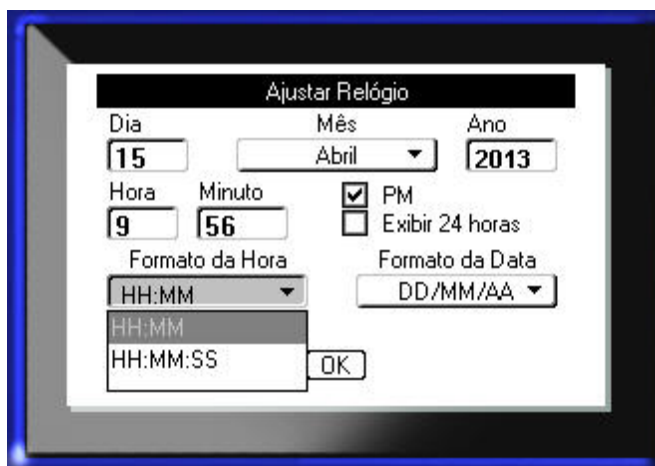 Ajustar Relógio
Dia Mês Ano
15 Abril 2013
Hora Minuto PM
9 56 Exibir 24 horas
Formato da Hora Formato da Data
HH:MM DD/MM/AA
HH:MM
HH:MM:SS OK